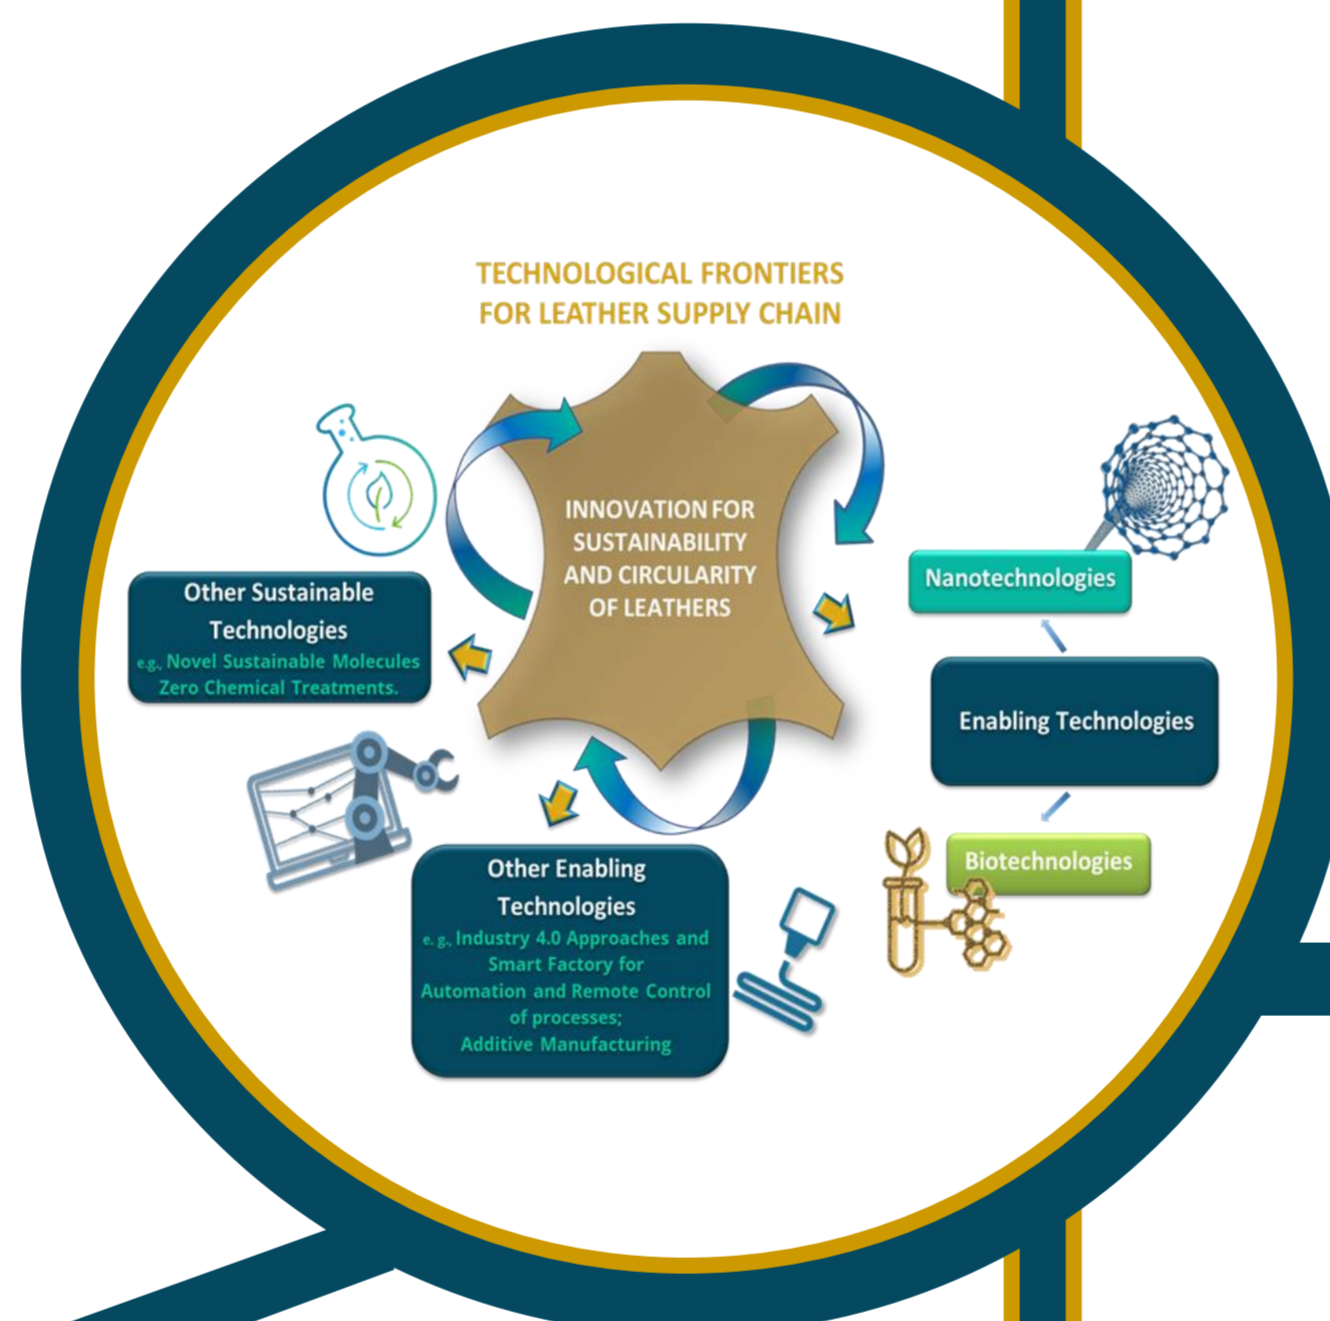 TECHNOLOGICAL FRONTIERS
FOR LEATHER SUPPLY CHAIN
INNOVATION FOR
SUSTAINABILITY
AND CIRCULARITY
OF LEATHERS
Nanotechnologies
Enabling Technologies
Biotechnologies
Other Sustainable
Technologies
e.g., Novel Sustainable Molecules
Zero Chemical Treatments.
Other Enabling
Technologies
e. g., Industry 4.0 Approaches and
Smart Factory for
Automation and Remote Control
of processes;
Additive Manufacturing